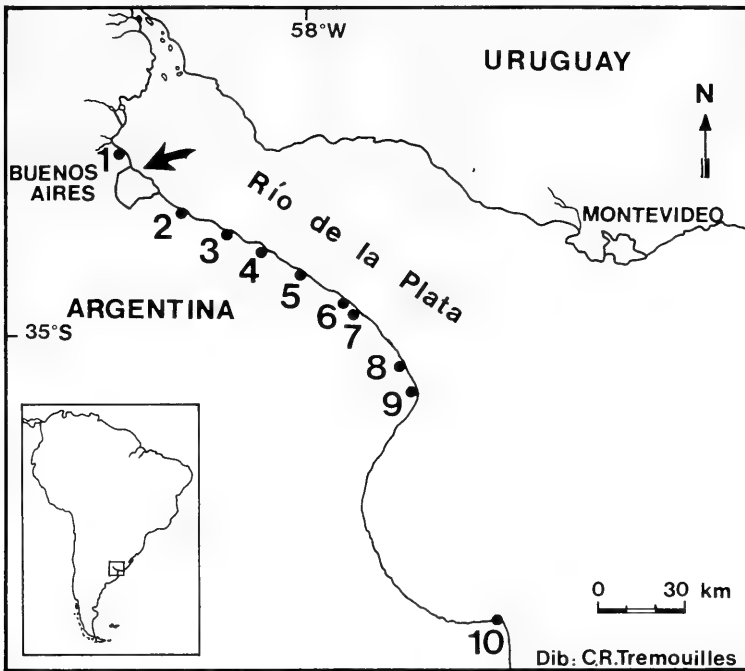 58°W
URUGUAY
N
1
BUENOS
AIRES
Río de la Plata
MONTEVIDEO
2
3
4
5
ARGENTINA
6
7
35°S
8
9
0 30 km
10
Dib: C.R.Tremouilles